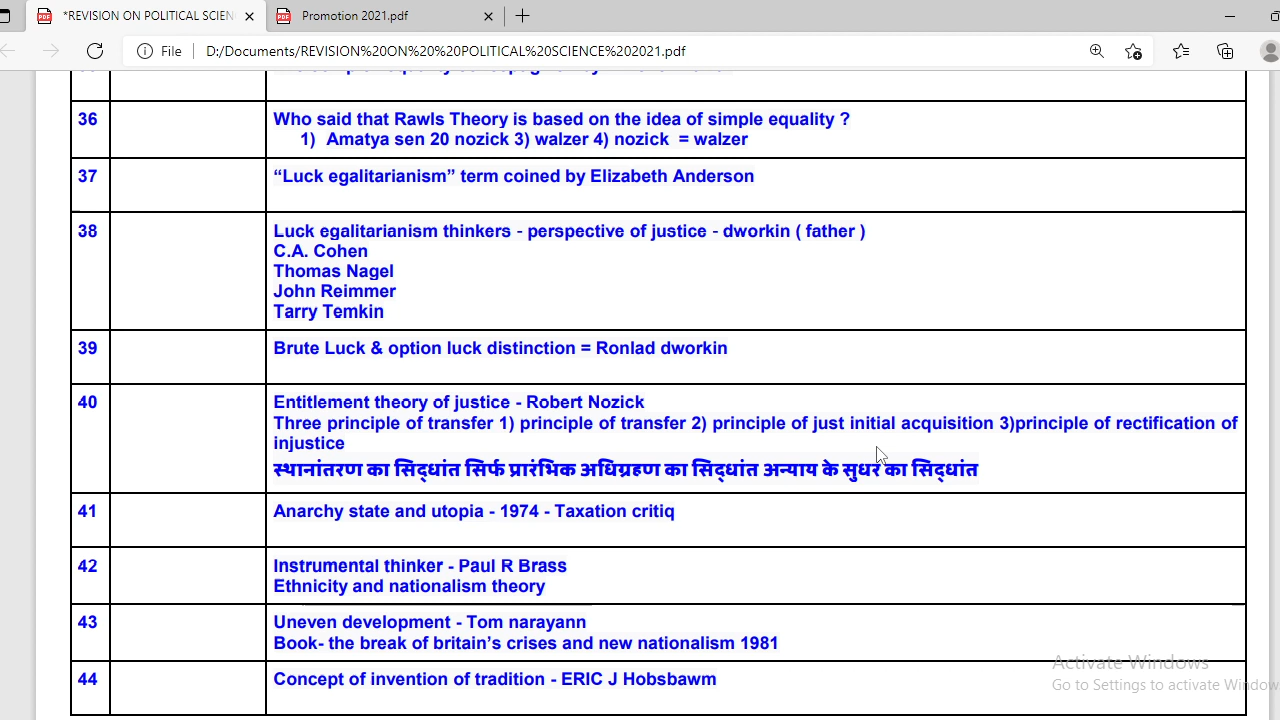 *REVISION ON POLITICAL SCIEN
Promotion 2021.pdf
File
D:/Documents/REVISION%20ON%20%20POLITICAL%20SCIENCE%202021.pdf
36
Who said that Rawls Theory is based on the idea of simple equality ?
1) Amatya sen 20 nozick 3) walzer 4) nozick = walzer
37
“Luck egalitarianism” term coined by Elizabeth Anderson
38
Luck egalitarianism thinkers - perspective of justice - dworkin ( father )
C.A. Cohen
Thomas Nagel
John Reimmer
Tarry Temkin
39
Brute Luck & option luck distinction = Ronlad dworkin
40
Entitlement theory of justice - Robert Nozick
Three principle of transfer 1) principle of transfer 2) principle of just initial acquisition 3)principle of rectification of
injustice
स्थानांतरण का सिद्धांत सिर्फ प्रारंभिक अधिग्रहण का सिद्धांत अन्याय के सुधर का सिद्धांत
41
Anarchy state and utopia - 1974 - Taxation critiq
42
Instrumental thinker - Paul R Brass
Ethnicity and nationalism theory
43
Uneven development - Tom narayann
Book- the break of britain’s crises and new nationalism 1981
44
Concept of invention of tradition - ERIC J Hobsbawm
Activate Windows
Go to Settings to activate Window